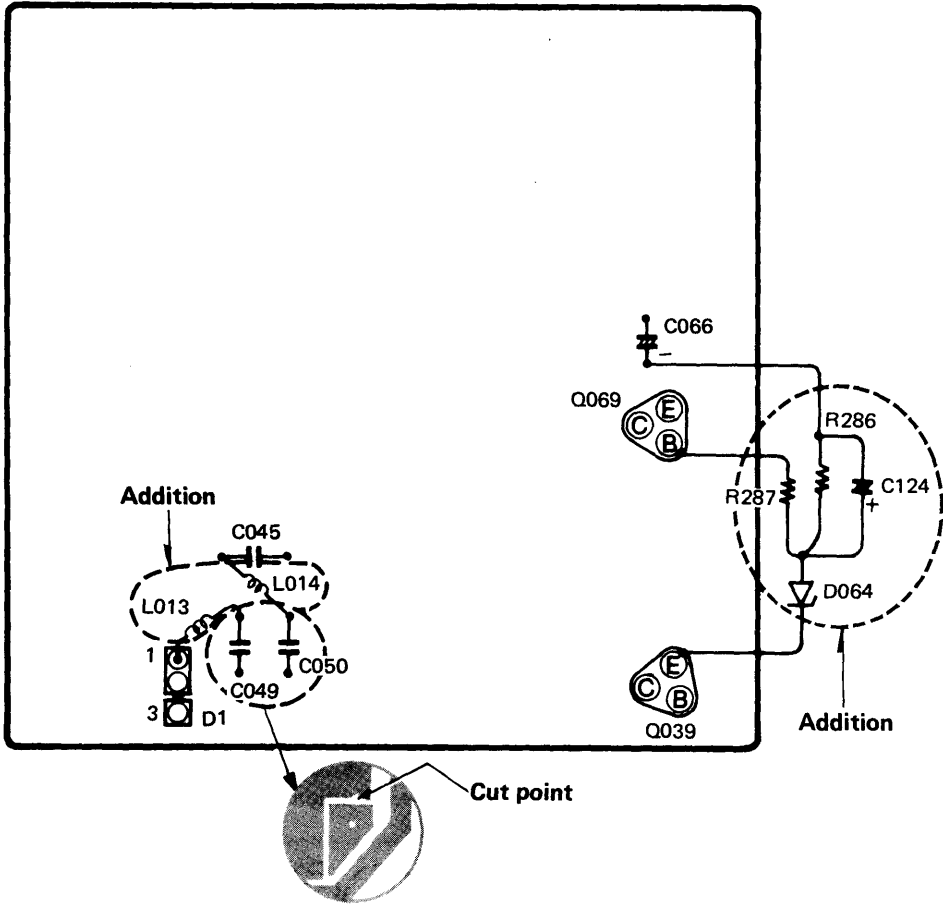 C066
Q069
E
C
B
R286
R287
C124
+
−
Addition
C045
L014
L013
D064
1
C050
C049
3
D1
E
C
B
Q039
Addition
Cut point